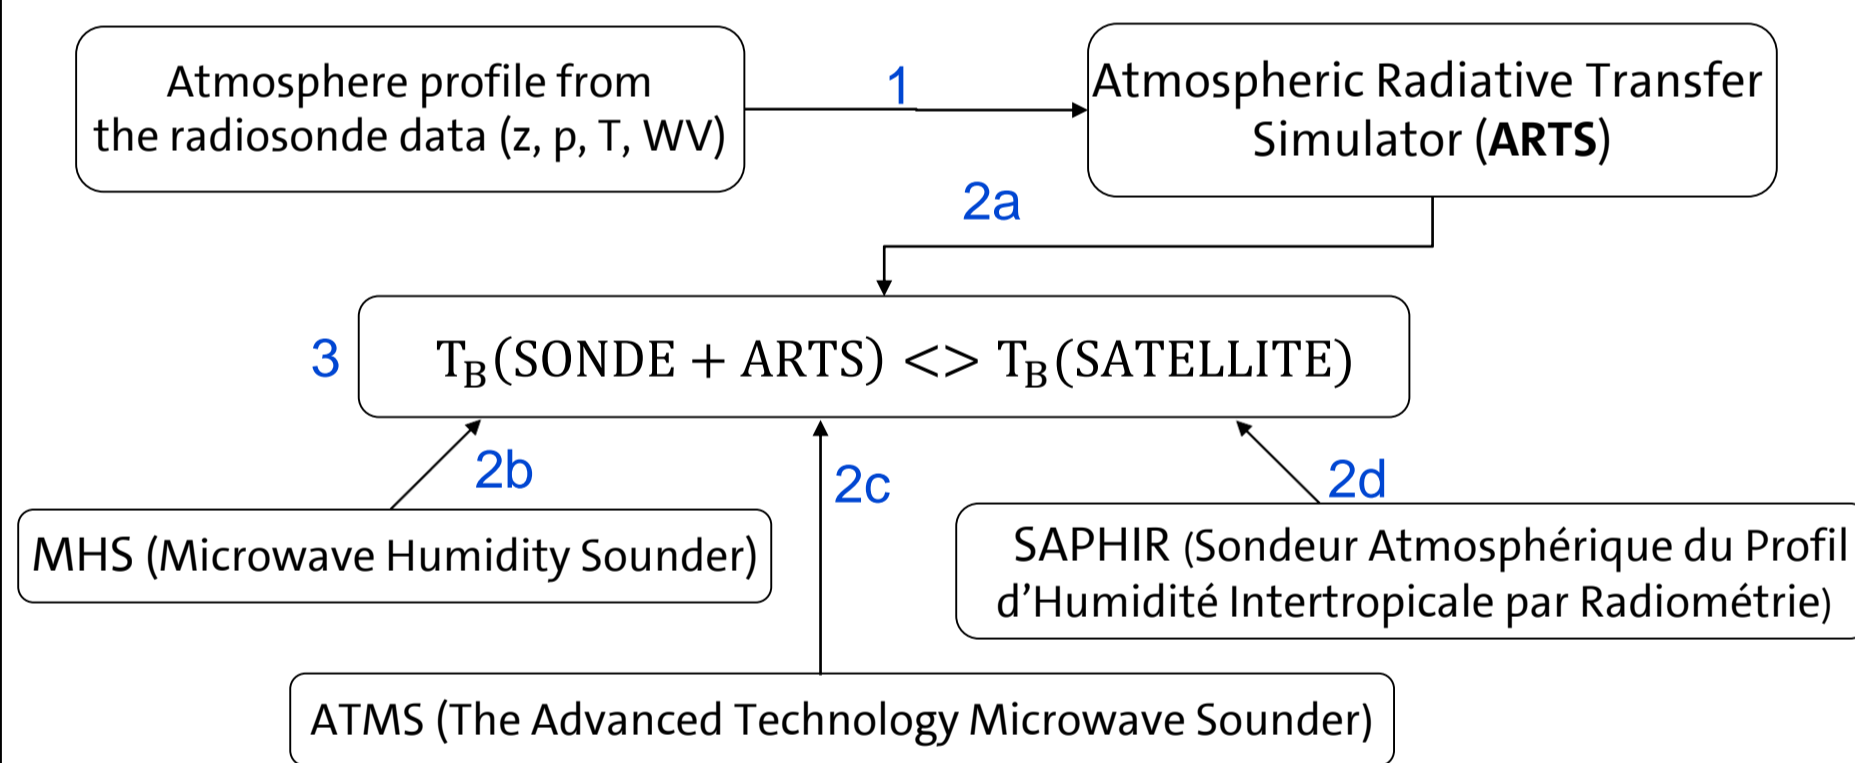 Atmosphere profile from
the radiosonde data (z, p, T, WV)
1
Atmospheric Radiative Transfer
Simulator (ARTS)
2a
3
T_B(SONDE + ARTS) <> T_B(SATELLITE)
2b
2c
2d
MHS (Microwave Humidity Sounder)
SAPHIR (Sondeur Atmosphérique du Profil
d’Humidité Intertropicale par Radiométrie)
ATMS (The Advanced Technology Microwave Sounder)